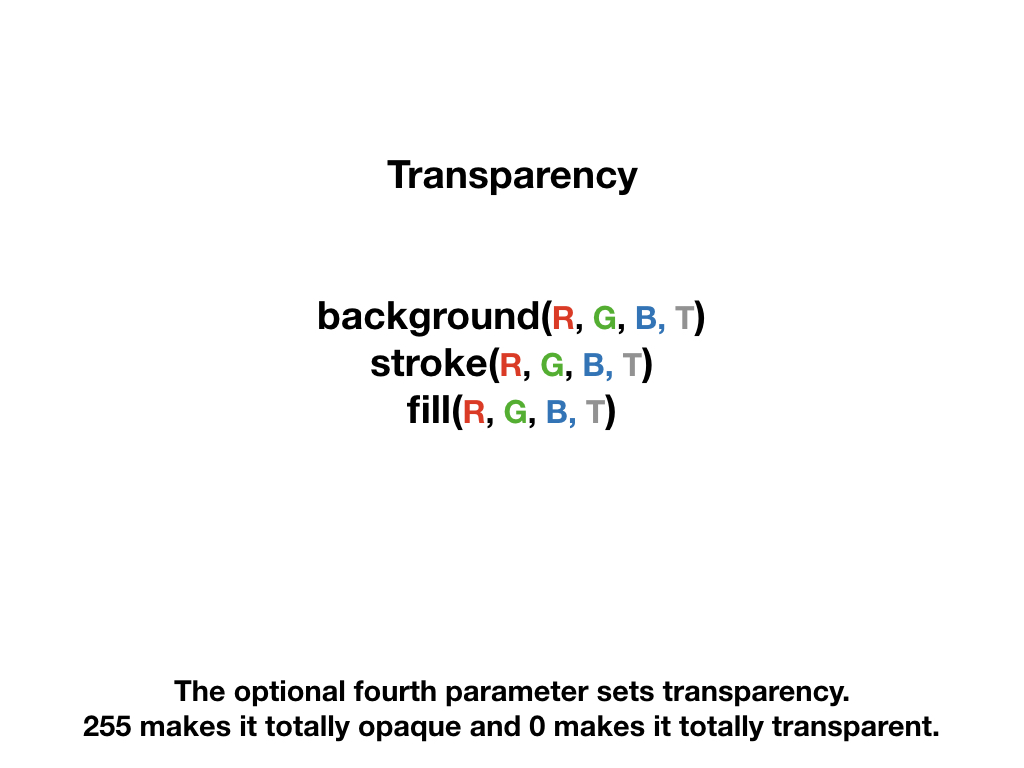 Transparency
background(R, G, B, T)
stroke(R, G, B, T)
fill(R, G, B, T)
The optional fourth parameter sets transparency.
255 makes it totally opaque and 0 makes it totally transparent.